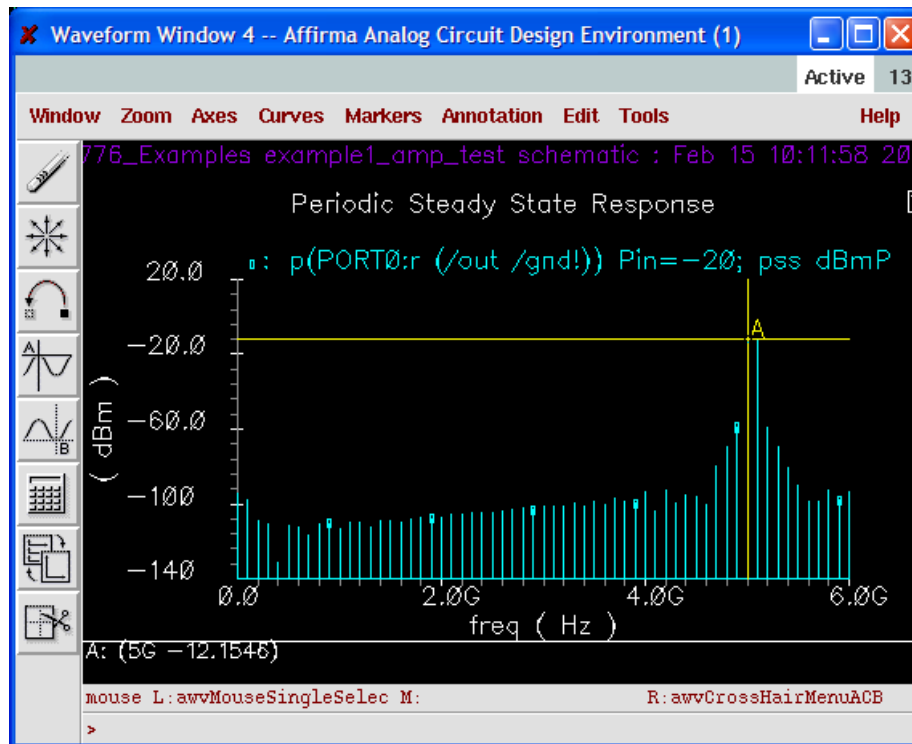 Waveform Window 4 -- Affirma Analog Circuit Design Environment (1)
Active 13
Window Zoom Axes Curves Markers Annotation Edit Tools Help
776_Examples example1_amp_test schematic : Feb 15 10:11:58 20
Periodic Steady State Response
: p(PORT0:r (/out /gnd!)) Pin=-20; pss dBmP
A
20.0
-20.0
-60.0
-100
-140
( dBm )
0.0 2.0G 4.0G 6.0G
freq ( Hz )
A: (5G -12.1546)
mouse L:awvMouseSingleSelec M: R:awvCrossHairMenuACB
>
A
B